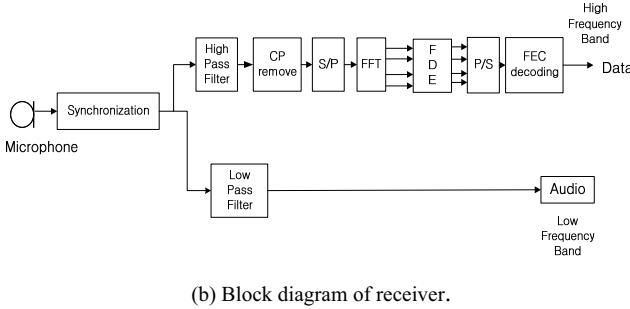 High
Frequency
Band
High
Pass
Filter
CP
remove
S/P
FFT
F
D
E
P/S
FEC
decoding
Data
Synchronization
Microphone
Low
Pass
Filter
Audio
Low
Frequency
Band
(b) Block diagram of receiver.